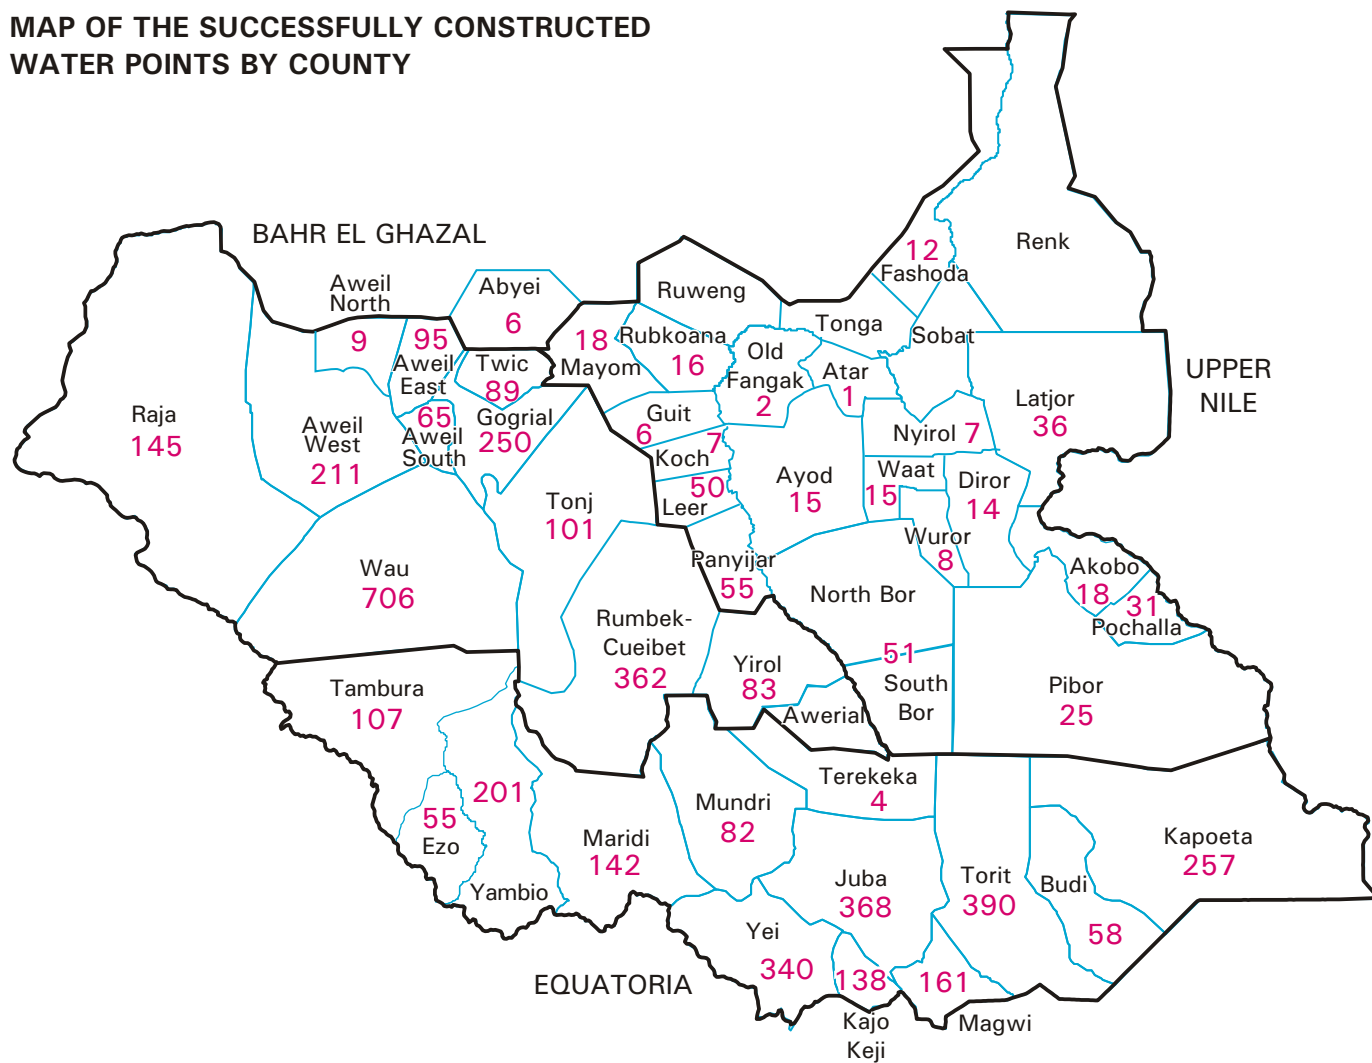 MAP OF THE SUCCESSFULLY CONSTRUCTED
WATER POINTS BY COUNTY
BAHR EL GHAZAL
UPPER
NILE
EQUATORIA
Renk
12
Fashoda
Aweil
North
9
Abyei
6
Ruweng
Tonga
Sobat
95
Aweil
East
Twic
89
18
Mayom
Rubkoana
16
Old
Fangak
2
Atar
1
Latjor
36
Raja
145
Aweil
West
211
65
Aweil
South
Gogrial
250
Guit
6
Koch
7
50
Leer
Nyirol 7
Ayod
15
Waat
15
Diror
14
Wuror
8
Tonj
101
Wau
706
Panyijar
55
North Bor
Akobo
18
31
Pochalla
Rumbek-
Cueibet
362
Yirol
83
Awerial
51
South
Bor
Pibor
25
Tambura
107
201
Yambio
55
Ezo
Maridi
142
Mundri
82
Terekeka
4
Juba
368
Torit
390
Budi
58
Kapoeta
257
Yei
340
138
Kajo
Keji
161
Magwi